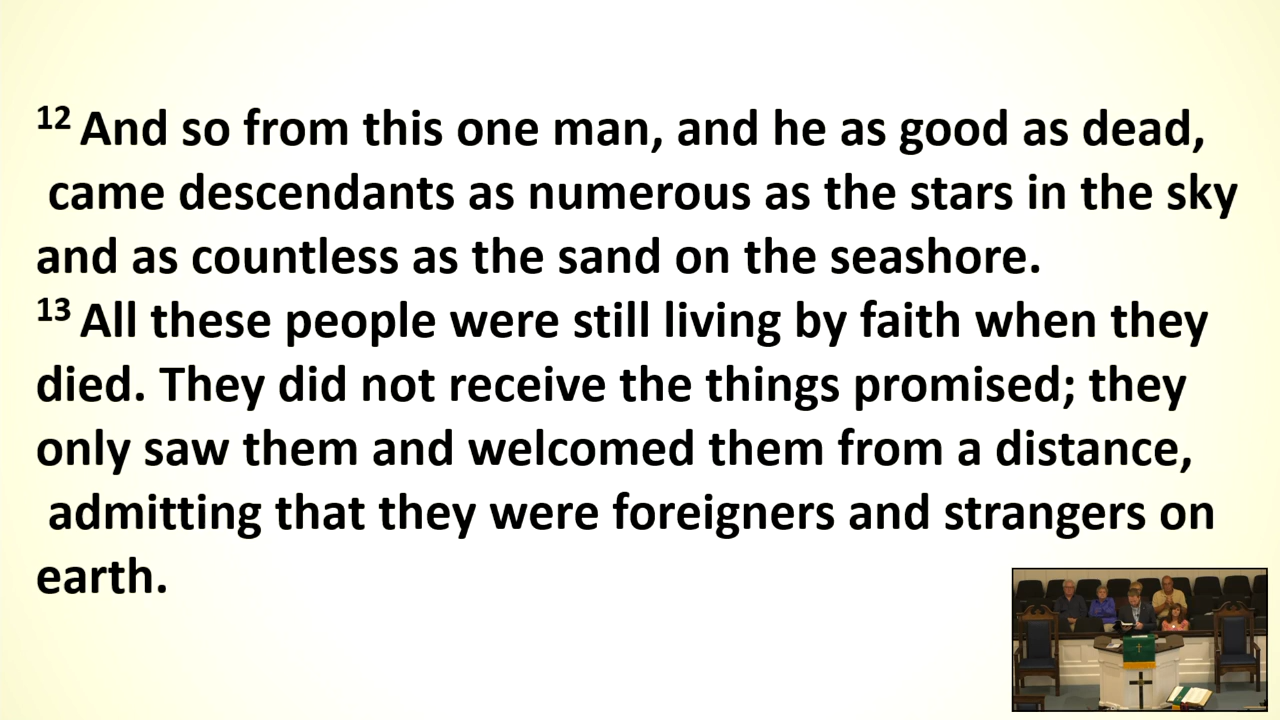 12 And so from this one man, and he as good as dead,
came descendants as numerous as the stars in the sky
and as countless as the sand on the seashore.
13 All these people were still living by faith when they
died. They did not receive the things promised; they
only saw them and welcomed them from a distance,
admitting that they were foreigners and strangers on
earth.